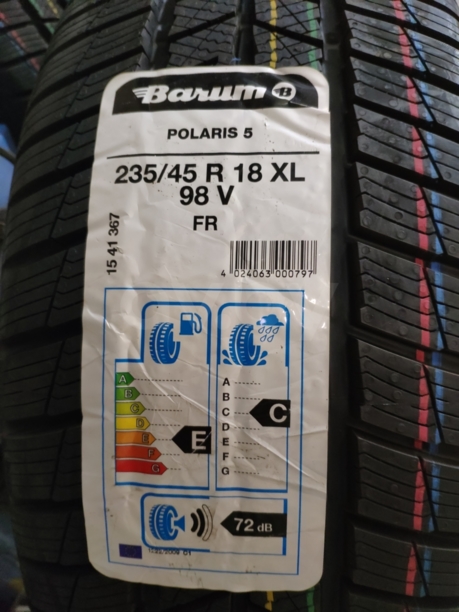 Barum B
POLARIS 5
235/45 R 18 XL
98 V
FR
15 41 367
4 024063 000797
A
B
C
D
E
F
G
E
A
B
C
D
E
F
G
C
72 dB